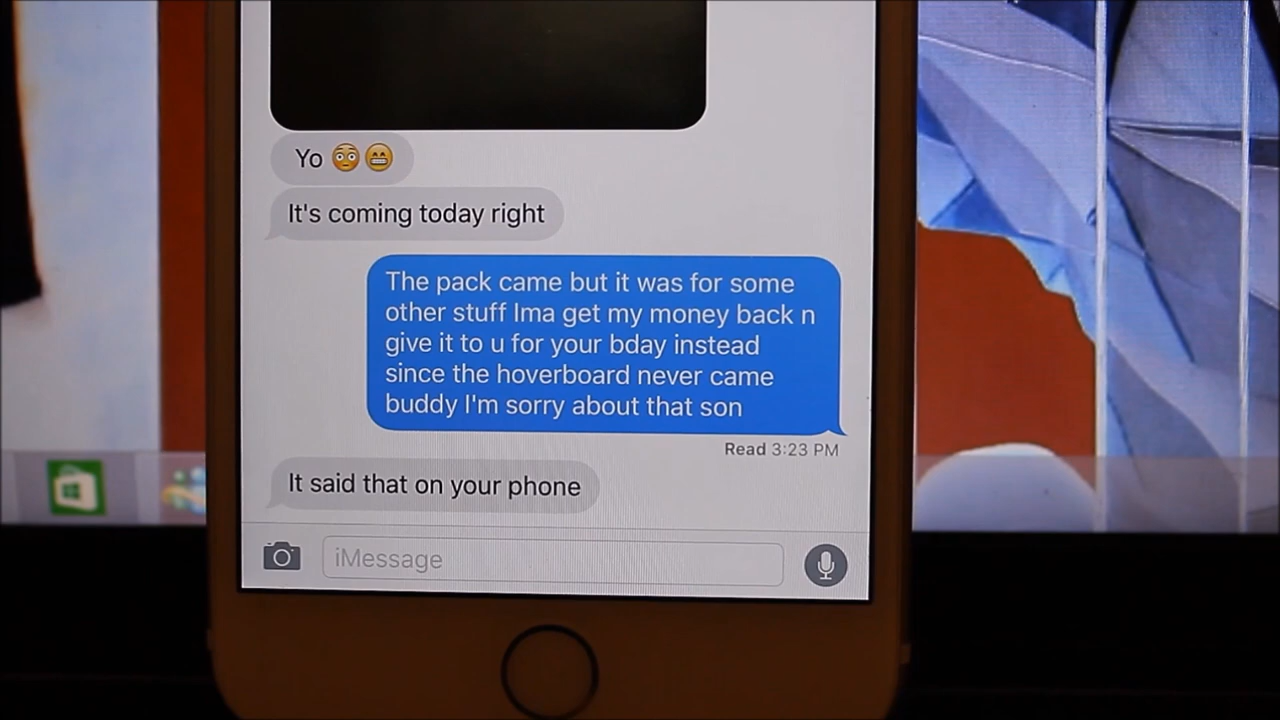 Yo 😳😁
It's coming today right
The pack came but it was for some
other stuff Ima get my money back n
give it to u for your bday instead
since the hoverboard never came
buddy I'm sorry about that son
Read 3:23 PM
It said that on your phone
iMessage